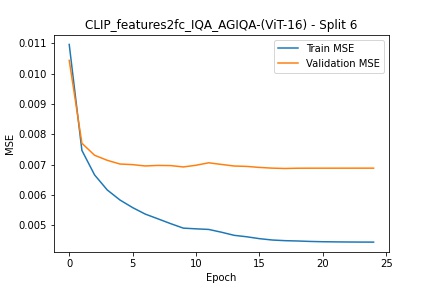 CLIP_features2fc_IQA_AGIQA-(ViT-16) - Split 6
Train MSE
Validation MSE
MSE
0.011
0.010
0.009
0.008
0.007
0.006
0.005
0 5 10 15 20 25
Epoch